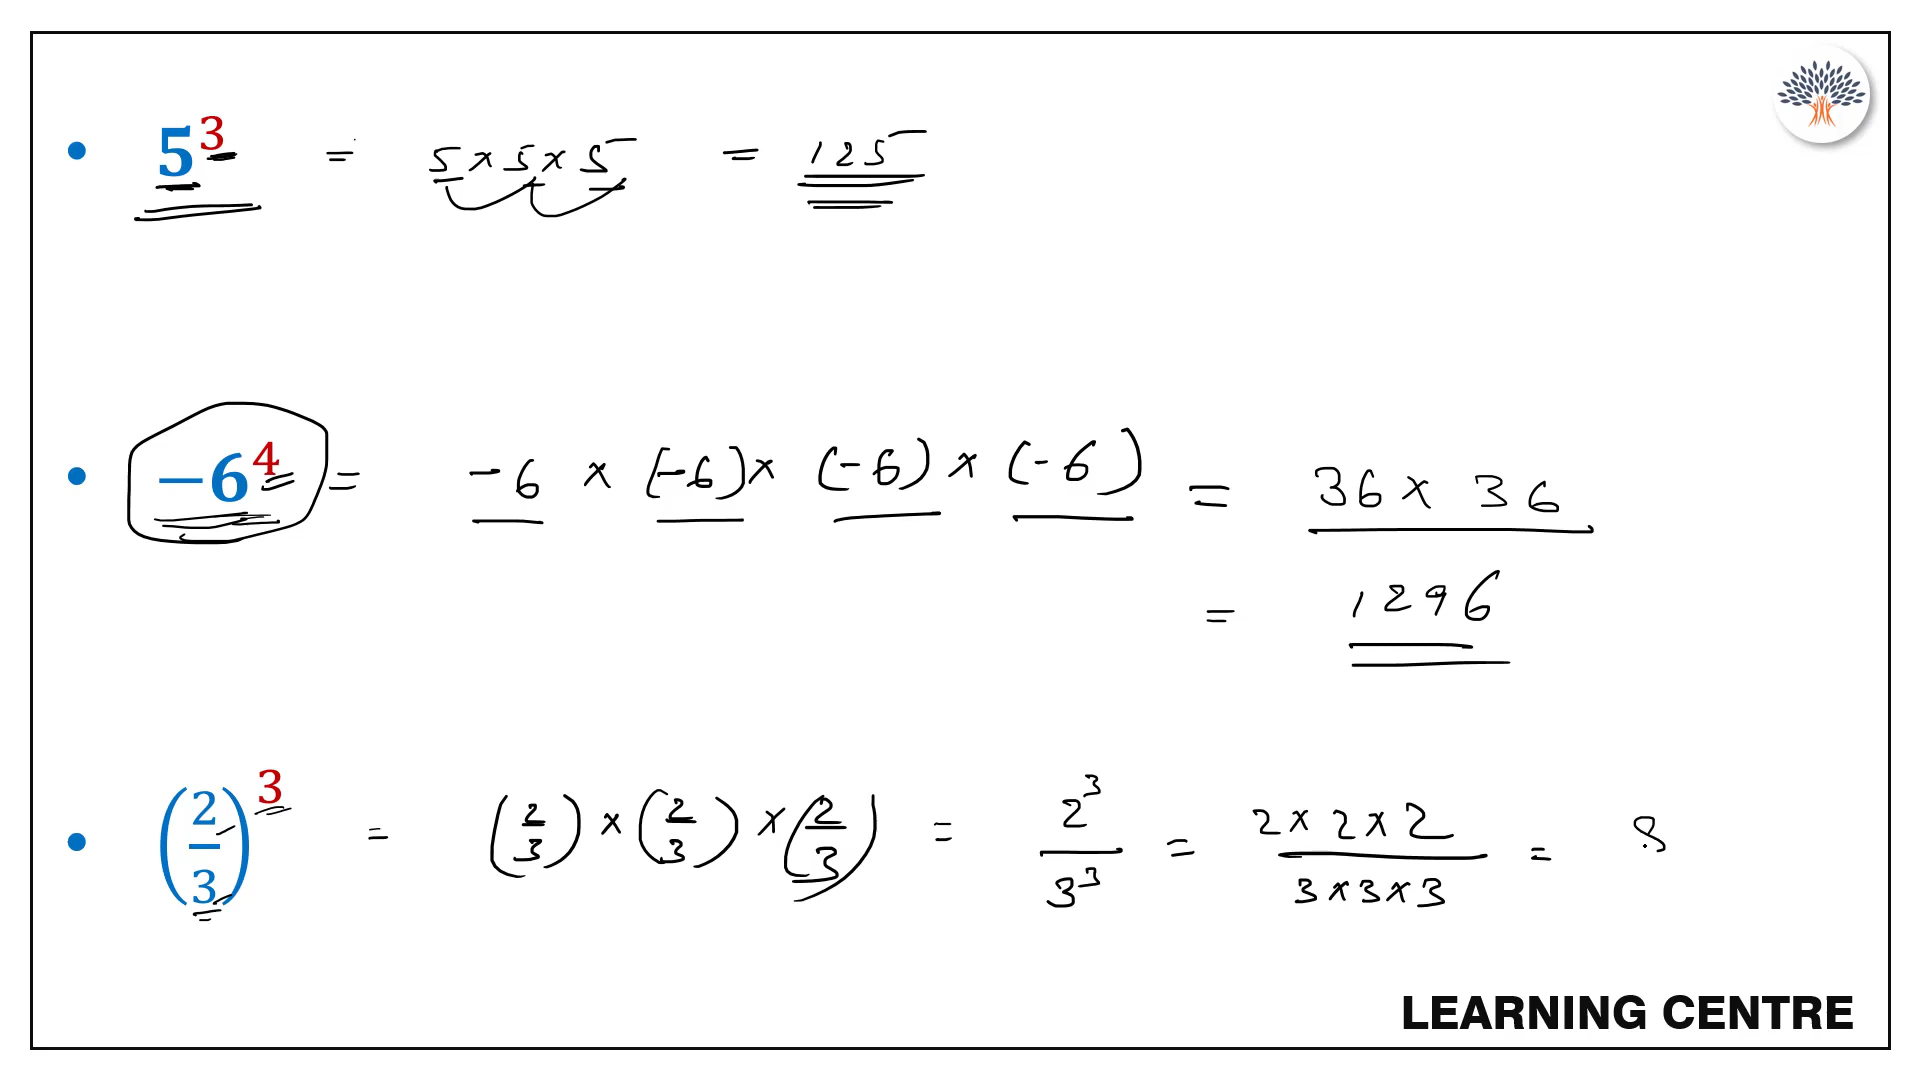 • 5³ = 5 × 5 × 5 = 125
• −6⁴ = −6 × (−6) × (−6) × (−6) = 36 × 36
= 1296
• (2/3)³ = (2/3) × (2/3) × (2/3) = 2³/3³ = 2×2×2/3×3×3 = 8
LEARNING CENTRE